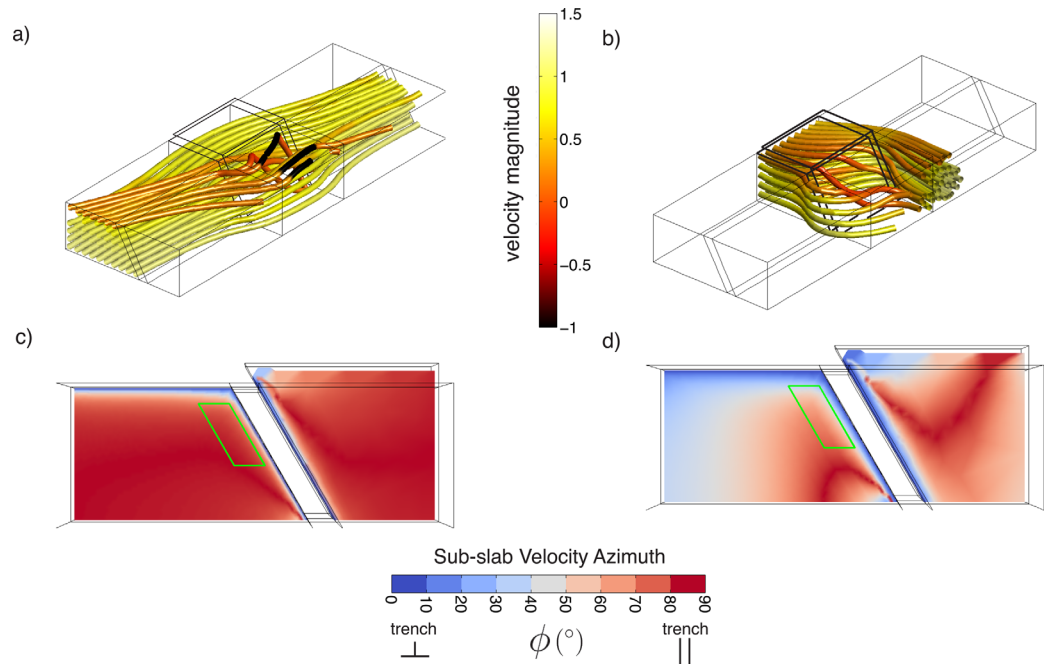 a)
b)
velocity magnitude
1.5
1
0.5
0
−0.5
−1
c)
d)
Sub-slab Velocity Azimuth
0 10 20 30 40 50 60 70 80 90
trench ϕ(°) trench
⊥ ||